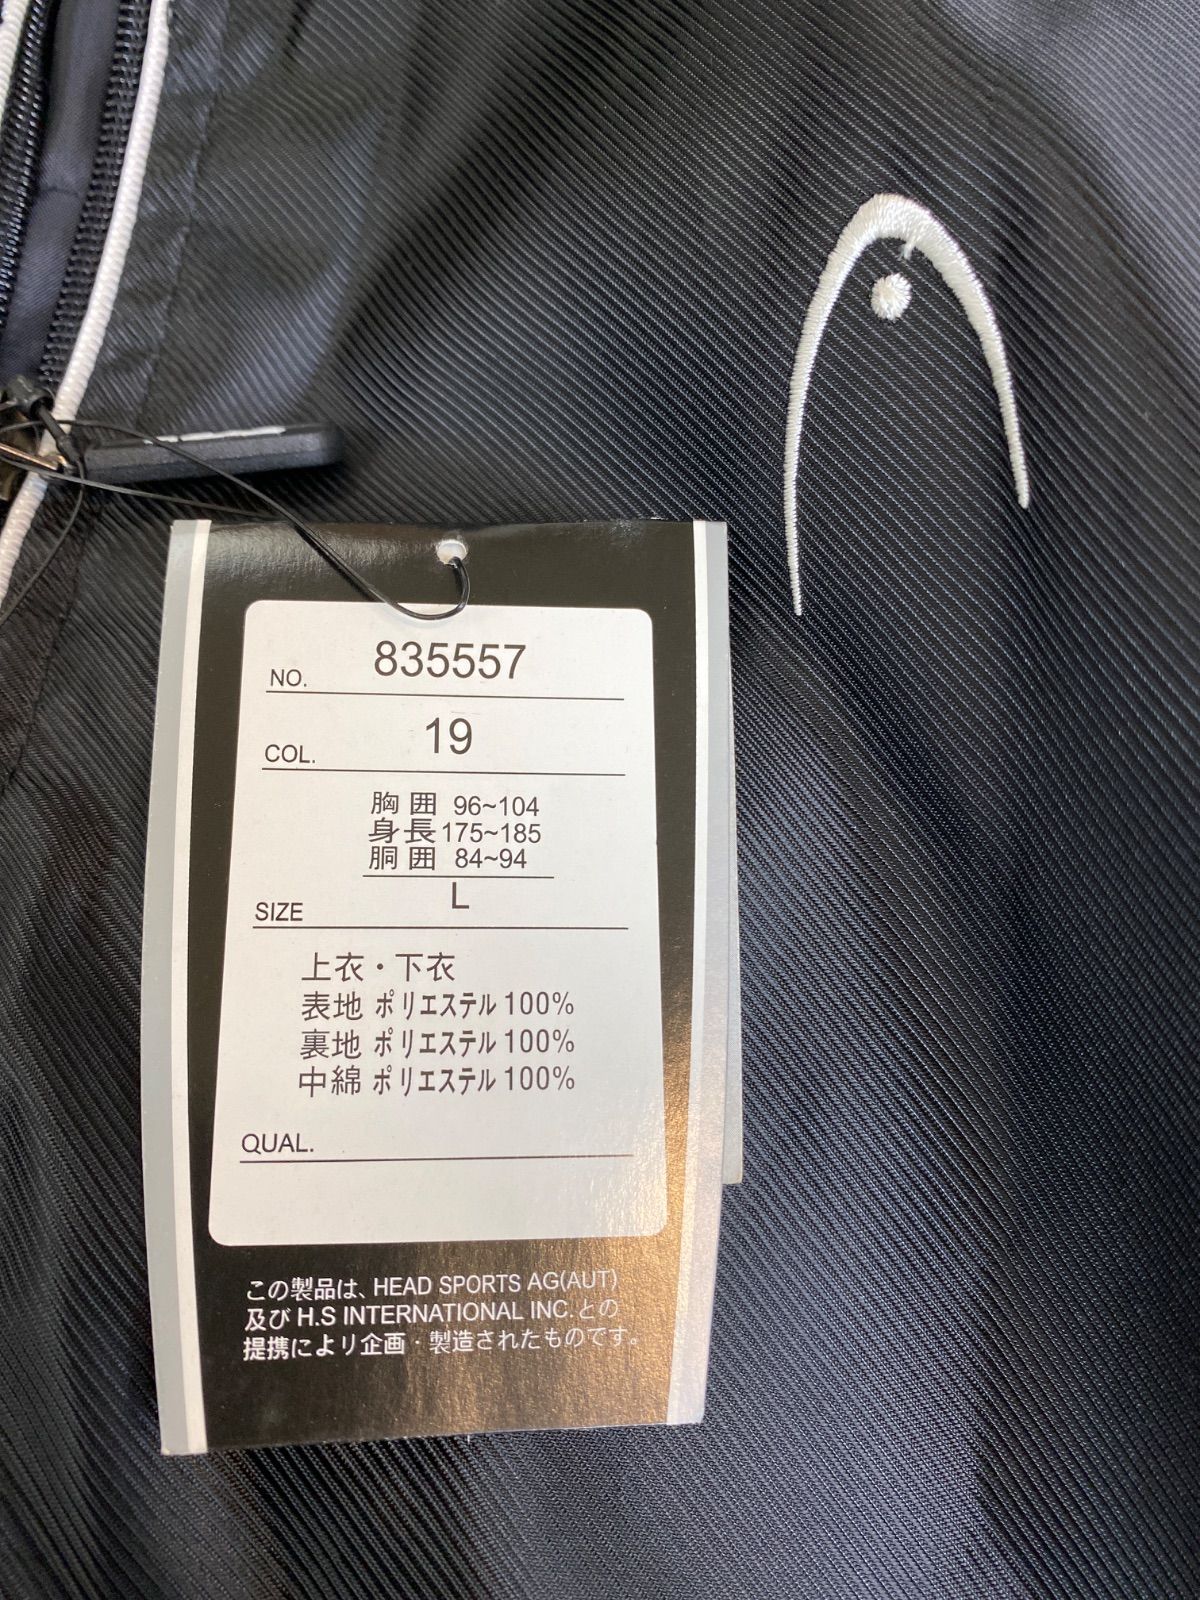 NO. 835557
COL. 19
胸囲 96~104
身長 175~185
胴囲 84~94
SIZE L
上衣・下衣
表地 ポリエステル 100%
裏地 ポリエステル 100%
中綿 ポリエステル 100%
QUAL.
この製品は、HEAD SPORTS AG(AUT)
及び H.S INTERNATIONAL INC. との
提携により企画・製造されたものです。